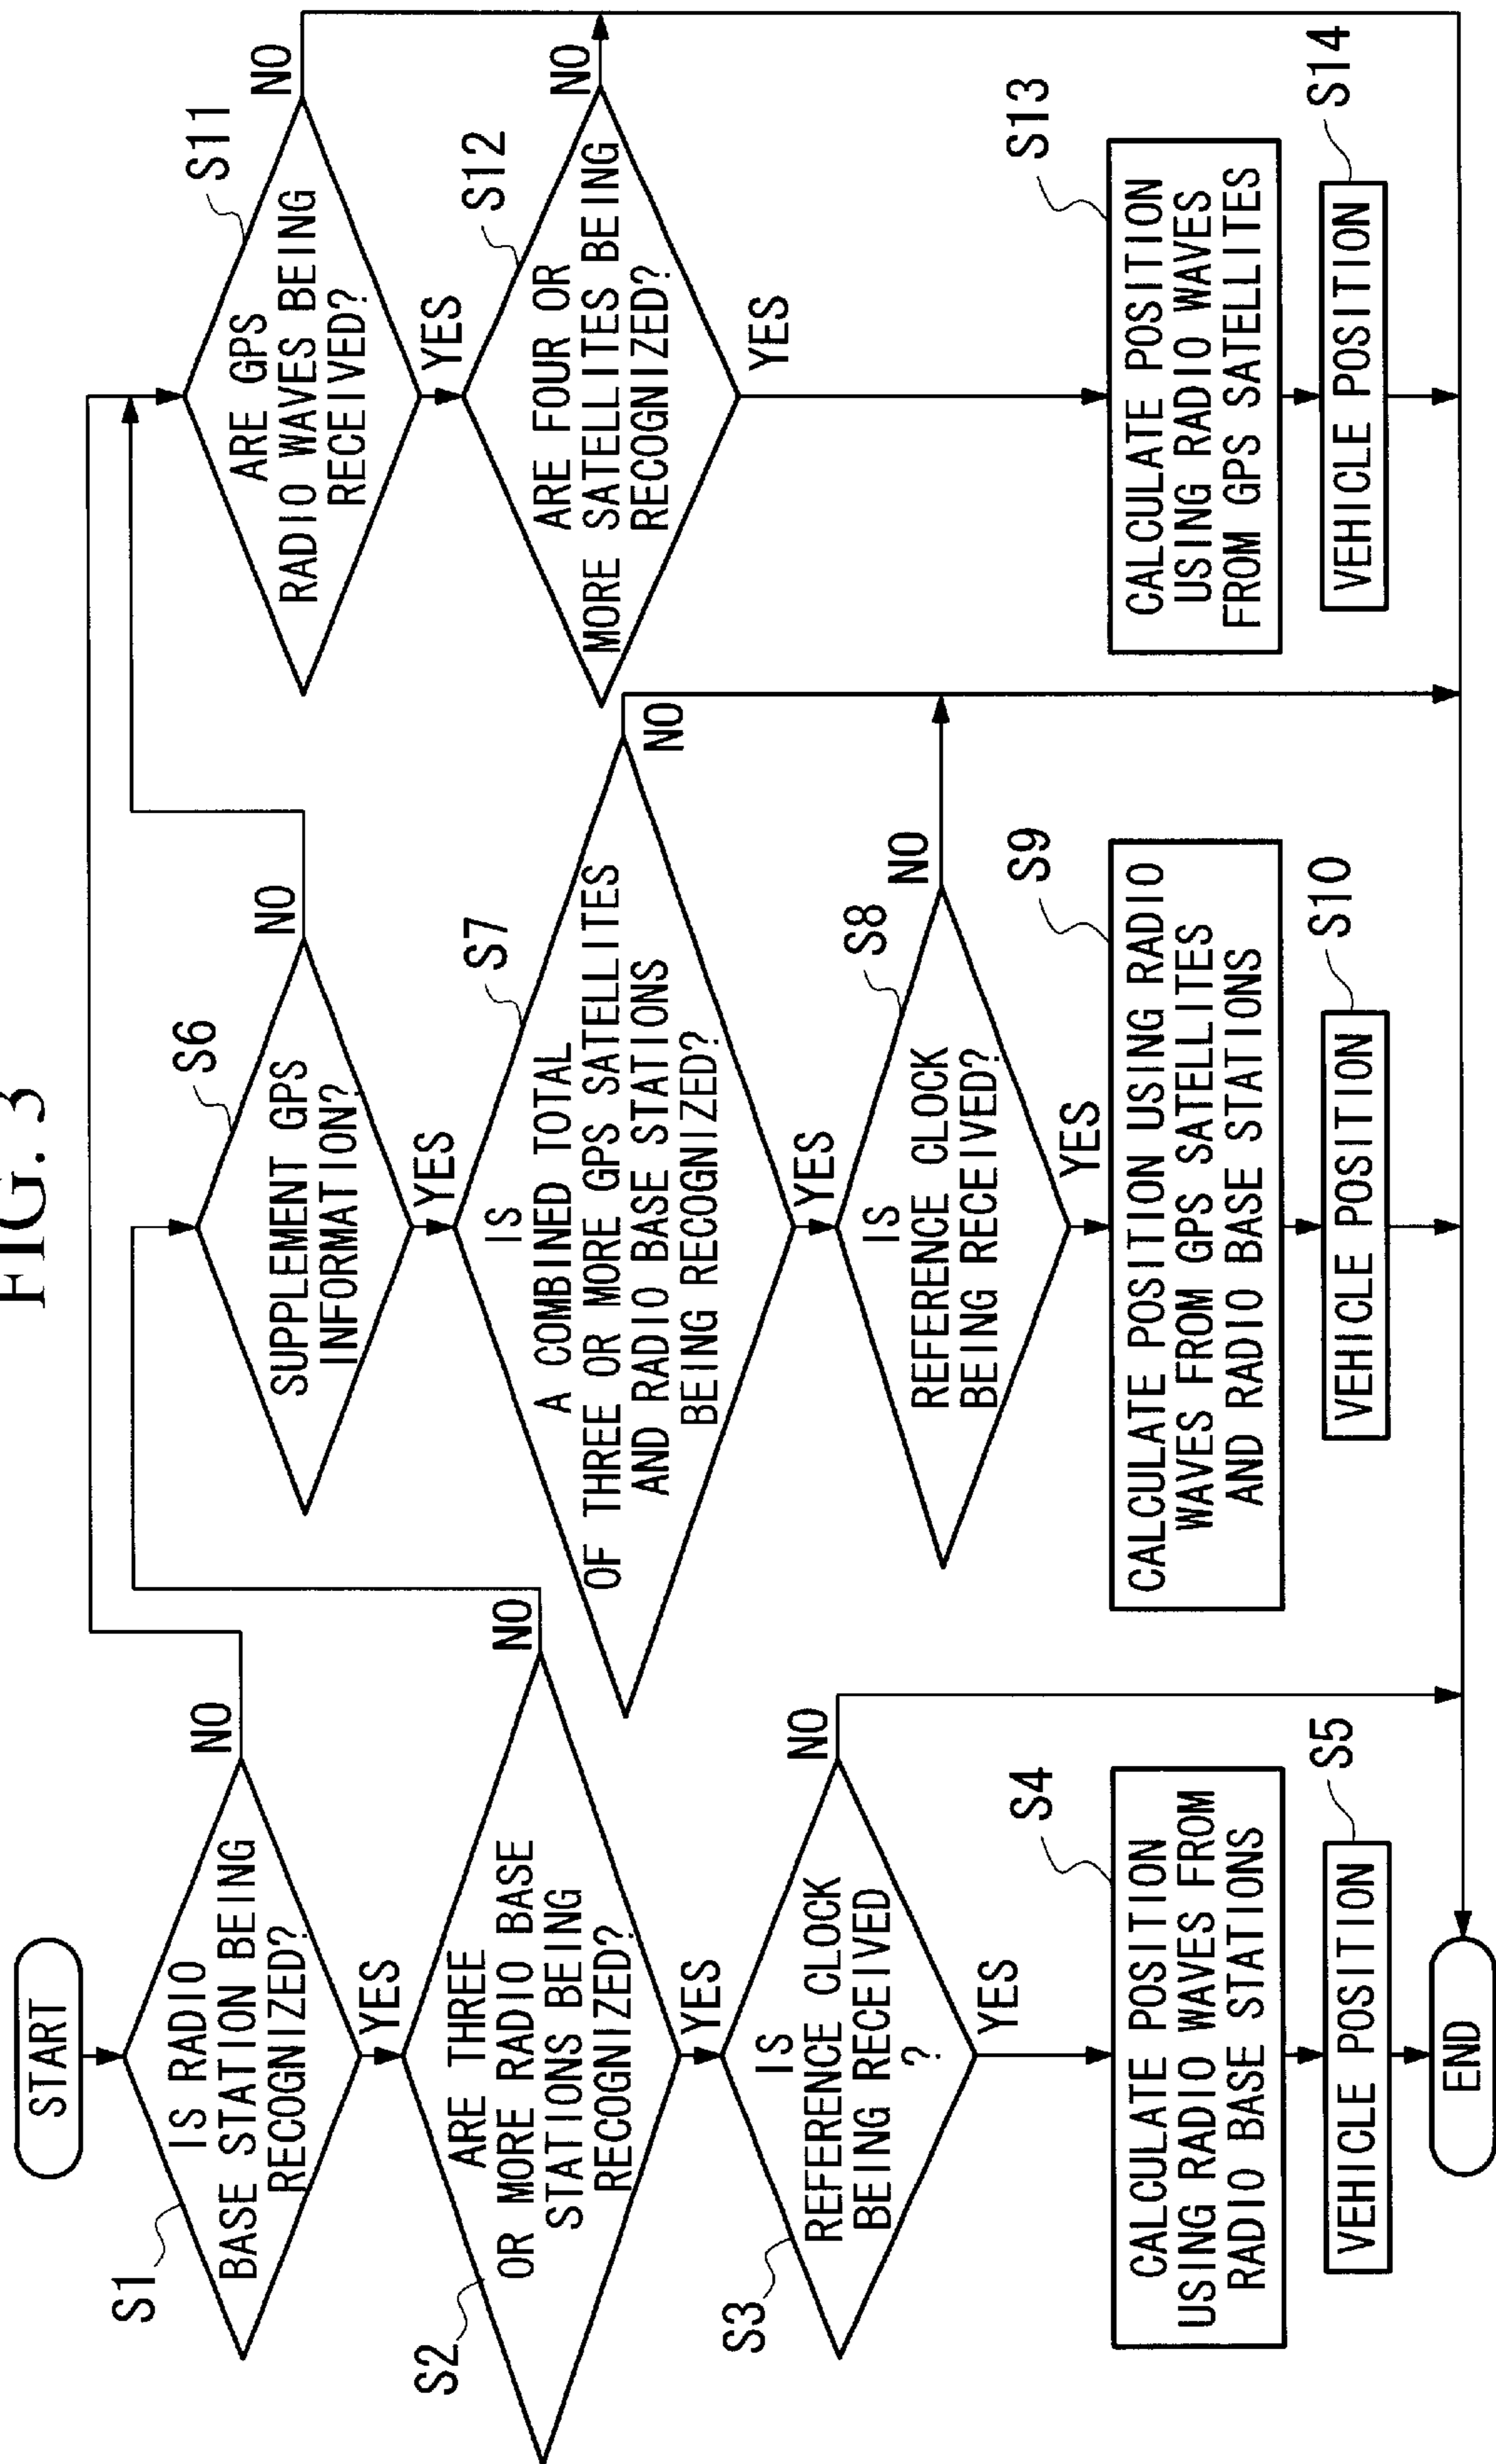 FIG. 3
START
S1
IS RADIO
BASE STATION BEING
RECOGNIZED?
NO
YES
S2
ARE THREE
OR MORE RADIO BASE
STATIONS BEING
RECOGNIZED?
NO
YES
S3
IS
REFERENCE CLOCK
BEING RECEIVED
?
NO
YES
S4
CALCULATE POSITION
USING RADIO WAVES FROM
RADIO BASE STATIONS
S5
VEHICLE POSITION
END
S6
SUPPLEMENT GPS
INFORMATION?
NO
YES
S7
IS
A COMBINED TOTAL
OF THREE OR MORE GPS SATELLITES
AND RADIO BASE STATIONS
BEING RECOGNIZED?
NO
YES
S8
IS
REFERENCE CLOCK
BEING RECEIVED?
NO
YES
S9
CALCULATE POSITION USING RADIO
WAVES FROM GPS SATELLITES
AND RADIO BASE STATIONS
S10
VEHICLE POSITION
S11
ARE GPS
RADIO WAVES BEING
RECEIVED?
NO
YES
S12
ARE FOUR OR
MORE SATELLITES BEING
RECOGNIZED?
NO
YES
S13
CALCULATE POSITION
USING RADIO WAVES
FROM GPS SATELLITES
S14
VEHICLE POSITION